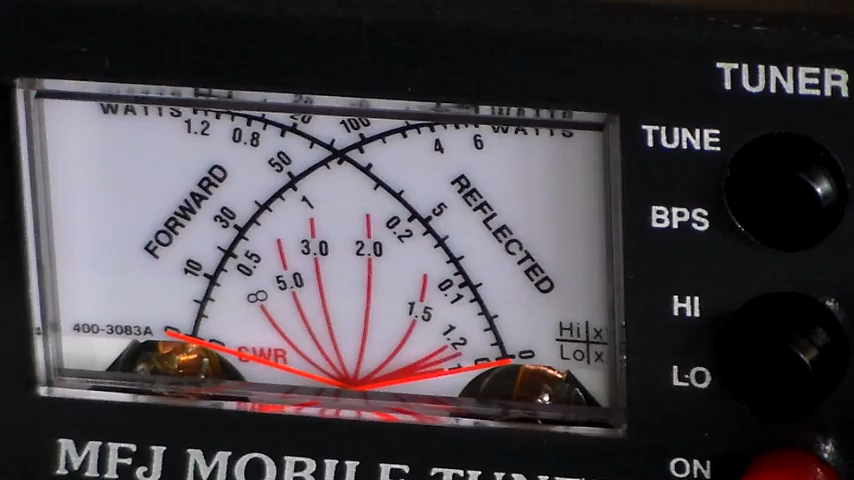 TUNER
WATTS 20 100 WATTS
1.2 0.8 4 6
TUNE
50
FORWARD REFLECTED
1 5
30 0.2
BPS
3.0 2.0
10 0.5 5.0 0.1
∞ 1.5
HI
400-3083A 0 1.2 Hi x
SWR 0 Lo x
1
LO
MFJ MOBILE
ON